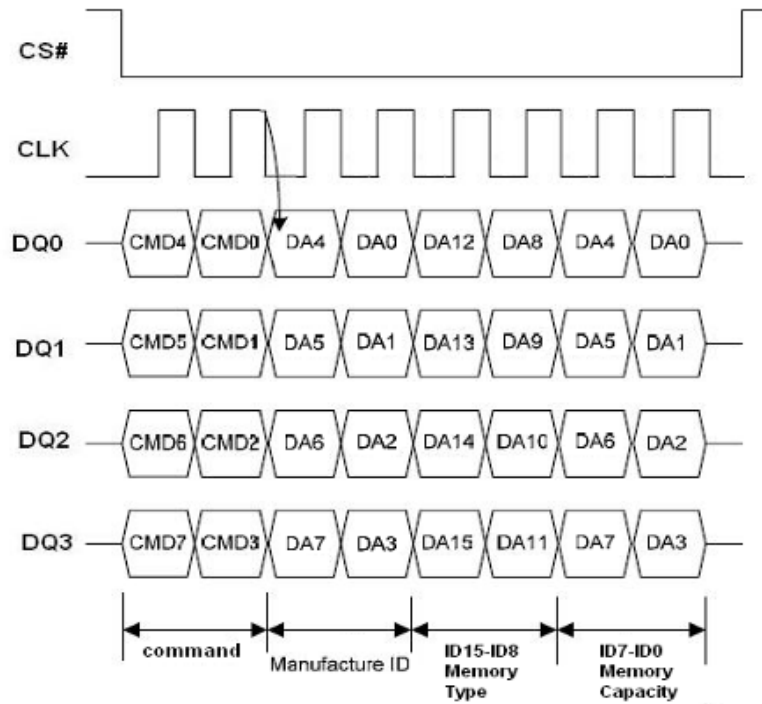 CS#
CLK
DQ0 CMD4 CMD0 DA4 DA0 DA12 DA8 DA4 DA0
DQ1 CMD5 CMD1 DA5 DA1 DA13 DA9 DA5 DA1
DQ2 CMD6 CMD2 DA6 DA2 DA14 DA10 DA6 DA2
DQ3 CMD7 CMD3 DA7 DA3 DA15 DA11 DA7 DA3
command
Manufacture ID
ID15-ID8
Memory
Type
ID7-ID0
Memory
Capacity